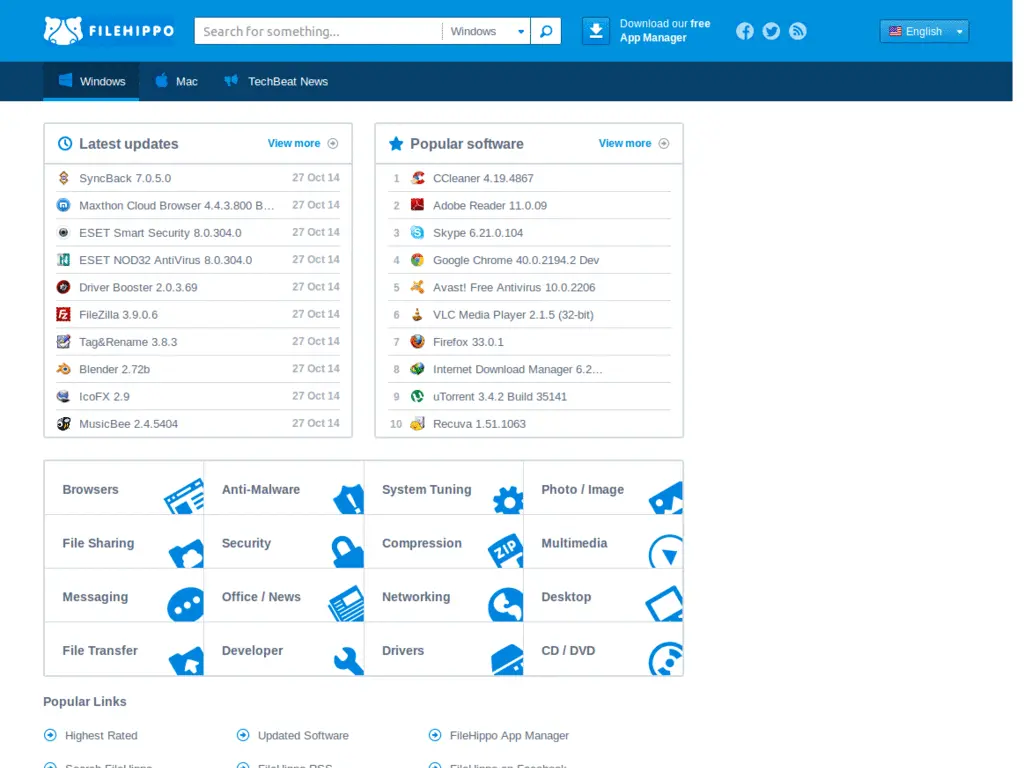 FILEHIPPO
Search for something...
Windows
Download our free
App Manager
English
Windows
Mac
TechBeat News
Latest updates
View more
SyncBack 7.0.5.0 27 Oct 14
Maxthon Cloud Browser 4.4.3.800 B... 27 Oct 14
ESET Smart Security 8.0.304.0 27 Oct 14
ESET NOD32 AntiVirus 8.0.304.0 27 Oct 14
Driver Booster 2.0.3.69 27 Oct 14
FileZilla 3.9.0.6 27 Oct 14
Tag&Rename 3.8.3 27 Oct 14
Blender 2.72b 27 Oct 14
IcoFX 2.9 27 Oct 14
MusicBee 2.4.5404 27 Oct 14
Popular software
View more
1 CCleaner 4.19.4867
2 Adobe Reader 11.0.09
3 Skype 6.21.0.104
4 Google Chrome 40.0.2194.2 Dev
5 Avast! Free Antivirus 10.0.2206
6 VLC Media Player 2.1.5 (32-bit)
7 Firefox 33.0.1
8 Internet Download Manager 6.2...
9 uTorrent 3.4.2 Build 35141
10 Recuva 1.51.1063
Browsers
Anti-Malware
System Tuning
Photo / Image
File Sharing
Security
Compression
ZIP
Multimedia
Messaging
Office / News
Networking
Desktop
File Transfer
Developer
Drivers
CD / DVD
Popular Links
Highest Rated
Updated Software
FileHippo App Manager
Search FileHippo
FileHippo RSS
FileHippo on Facebook